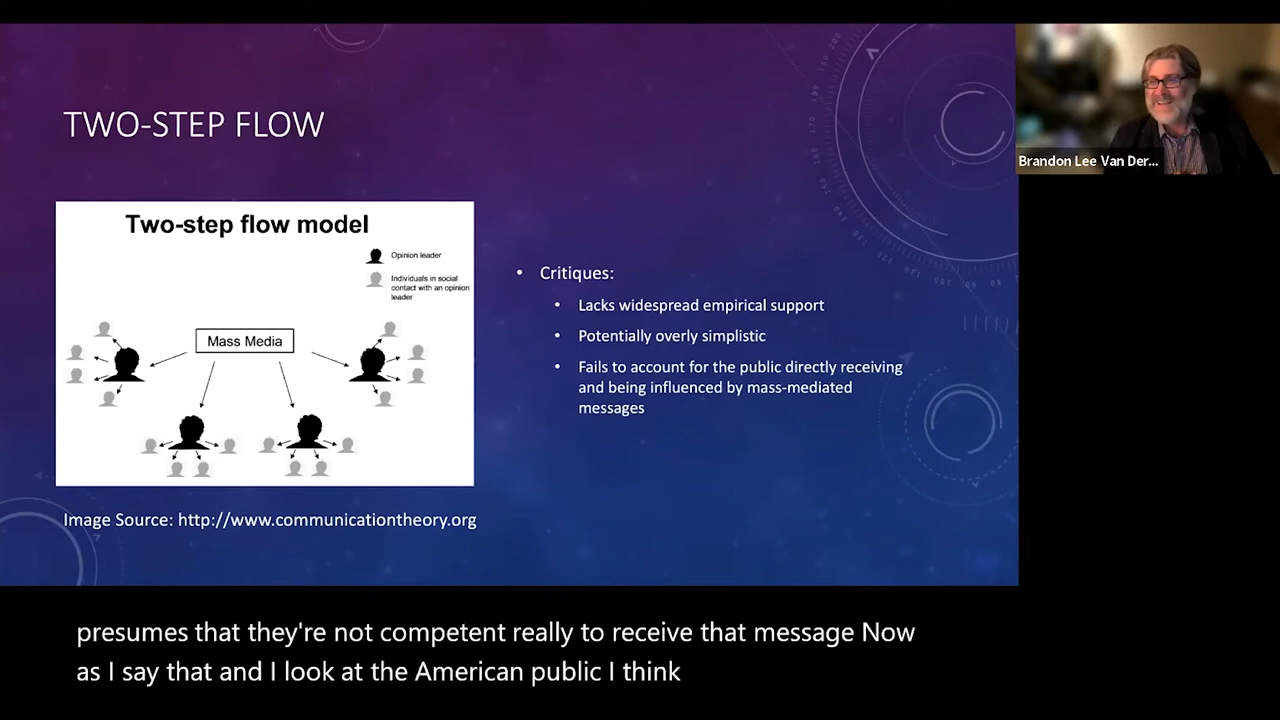 TWO-STEP FLOW
Two-step flow model
Opinion leader
Individuals in social
contact with an opinion
leader
Mass Media
Image Source: http://www.communicationtheory.org
• Critiques:
• Lacks widespread empirical support
• Potentially overly simplistic
• Fails to account for the public directly receiving
and being influenced by mass-mediated
messages
Brandon Lee Van Der...
presumes that they're not competent really to receive that message Now
as I say that and I look at the American public I think